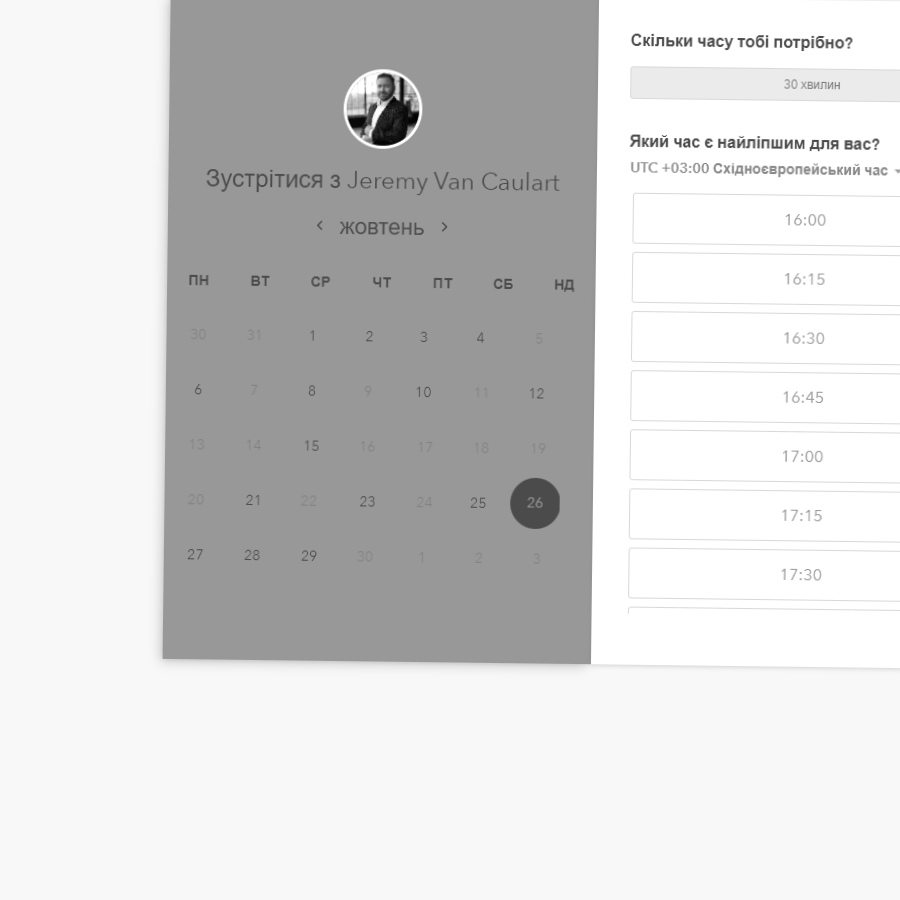 Зустрітися з Jeremy Van Caulart
‹ жовтень ›
ПН ВТ СР ЧТ ПТ СБ НД
30 31 1 2 3 4 5
6 7 8 9 10 11 12
13 14 15 16 17 18 19
20 21 22 23 24 25 26
27 28 29 30 1 2 3
Скільки часу тобі потрібно?
30 хвилин
Який час є найліпшим для вас?
UTC +03:00 Східноєвропейський час
16:00
16:15
16:30
16:45
17:00
17:15
17:30